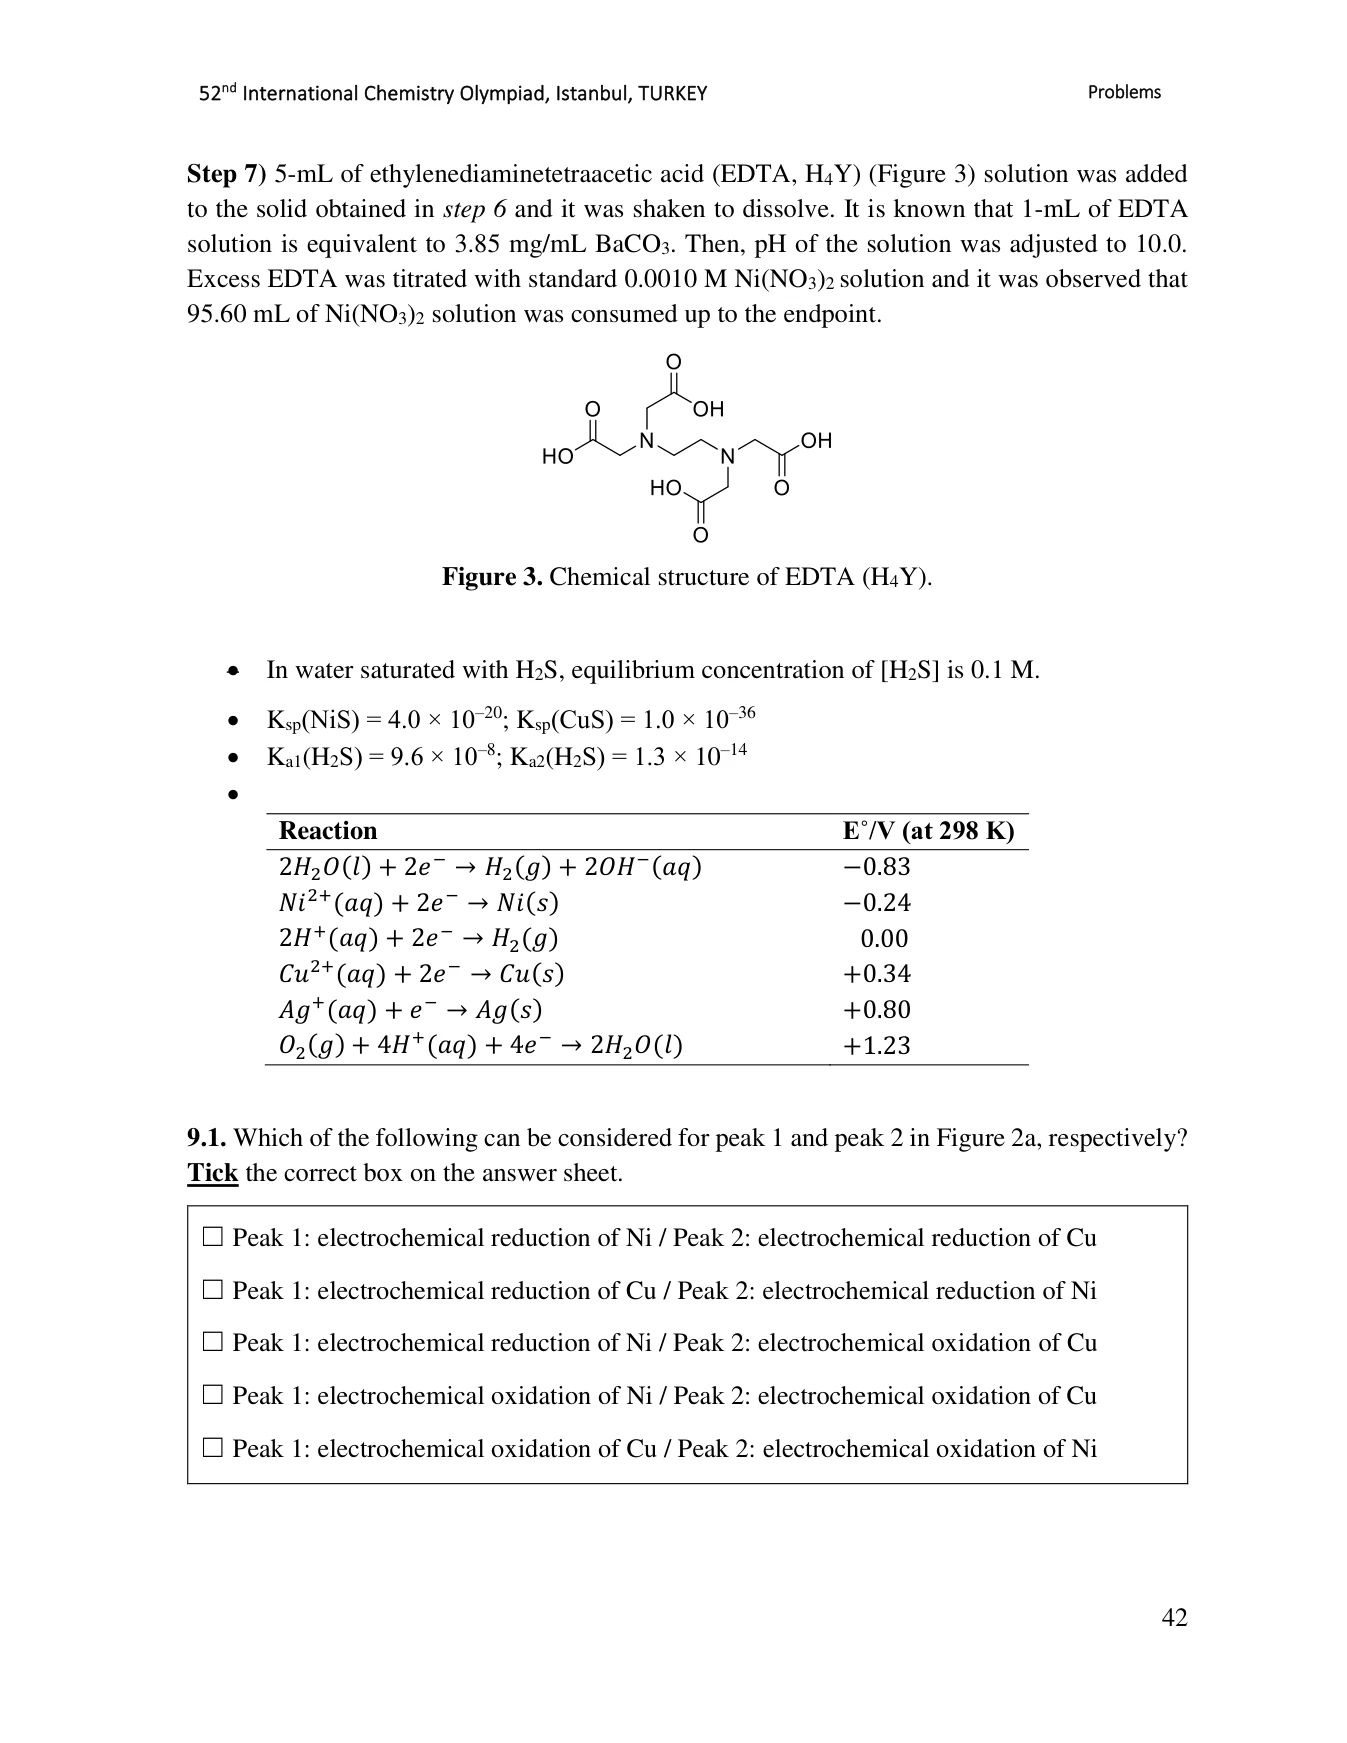 52nd International Chemistry Olympiad, Istanbul, TURKEY Problems
Step 7) 5-mL of ethylenediaminetetraacetic acid (EDTA, H4Y) (Figure 3) solution was added
to the solid obtained in step 6 and it was shaken to dissolve. It is known that 1-mL of EDTA
solution is equivalent to 3.85 mg/mL BaCO3. Then, pH of the solution was adjusted to 10.0.
Excess EDTA was titrated with standard 0.0010 M Ni(NO3)2 solution and it was observed that
95.60 mL of Ni(NO3)2 solution was consumed up to the endpoint.
O
O OH
N OH
HO N
HO O
O
Figure 3. Chemical structure of EDTA (H4Y).
• In water saturated with H2S, equilibrium concentration of [H2S] is 0.1 M.
• Ksp(NiS) = 4.0 × 10–20; Ksp(CuS) = 1.0 × 10–36
• Ka1(H2S) = 9.6 × 10–8; Ka2(H2S) = 1.3 × 10–14
•
Reaction E°/V (at 298 K)
2H2O(l) + 2e− → H2(g) + 2OH−(aq) −0.83
Ni2+(aq) + 2e− → Ni(s) −0.24
2H+(aq) + 2e− → H2(g) 0.00
Cu2+(aq) + 2e− → Cu(s) +0.34
Ag+(aq) + e− → Ag(s) +0.80
O2(g) + 4H+(aq) + 4e− → 2H2O(l) +1.23
9.1. Which of the following can be considered for peak 1 and peak 2 in Figure 2a, respectively?
Tick the correct box on the answer sheet.
☐ Peak 1: electrochemical reduction of Ni / Peak 2: electrochemical reduction of Cu
☐ Peak 1: electrochemical reduction of Cu / Peak 2: electrochemical reduction of Ni
☐ Peak 1: electrochemical reduction of Ni / Peak 2: electrochemical oxidation of Cu
☐ Peak 1: electrochemical oxidation of Ni / Peak 2: electrochemical oxidation of Cu
☐ Peak 1: electrochemical oxidation of Cu / Peak 2: electrochemical oxidation of Ni
42